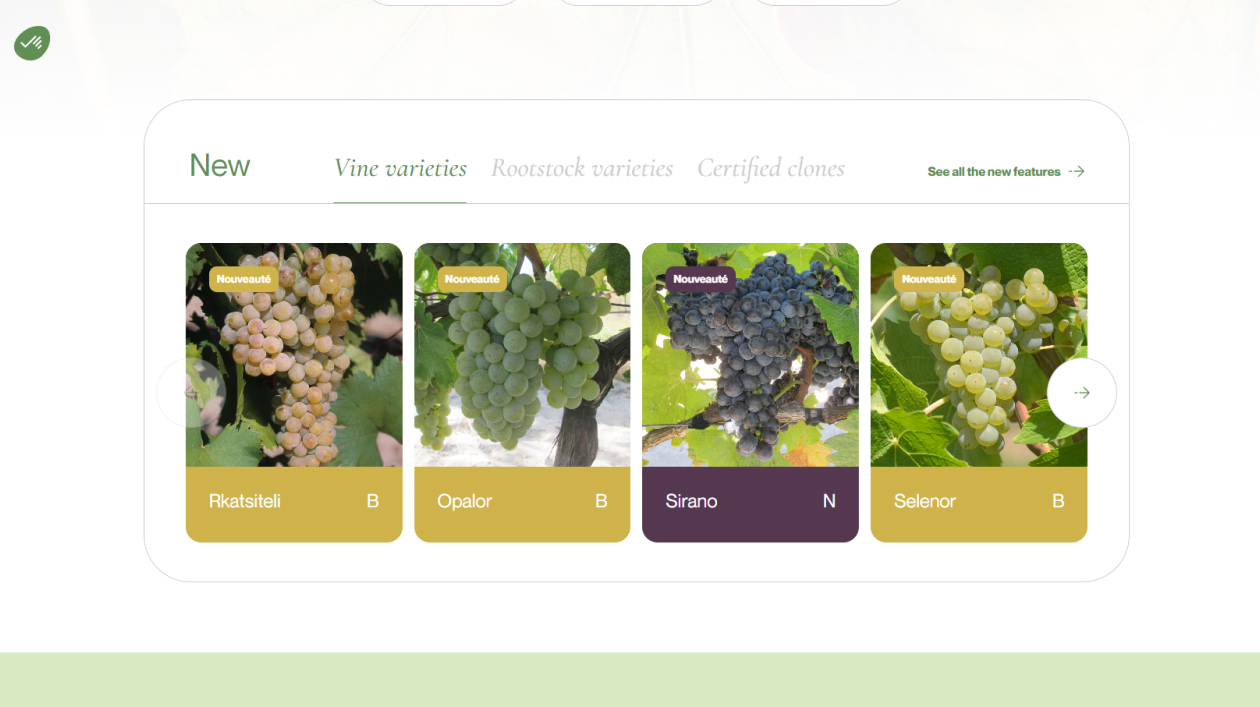 New
Vine varieties
Rootstock varieties
Certified clones
See all the new features
Nouveauté
Nouveauté
Nouveauté
Nouveauté
Rkatsiteli B
Opalor B
Sirano N
Selenor B